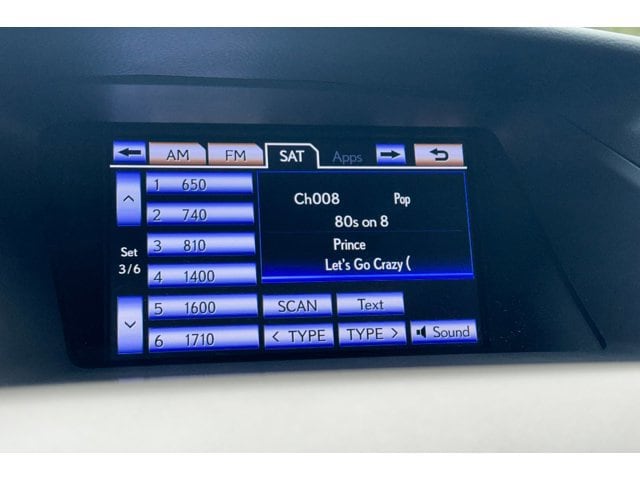 AM FM SAT Apps
1 650
2 740
3 810
4 1400
5 1600
6 1710
Set
3/6
Ch008 Pop
80s on 8
Prince
Let's Go Crazy (
SCAN Text
< TYPE TYPE > Sound